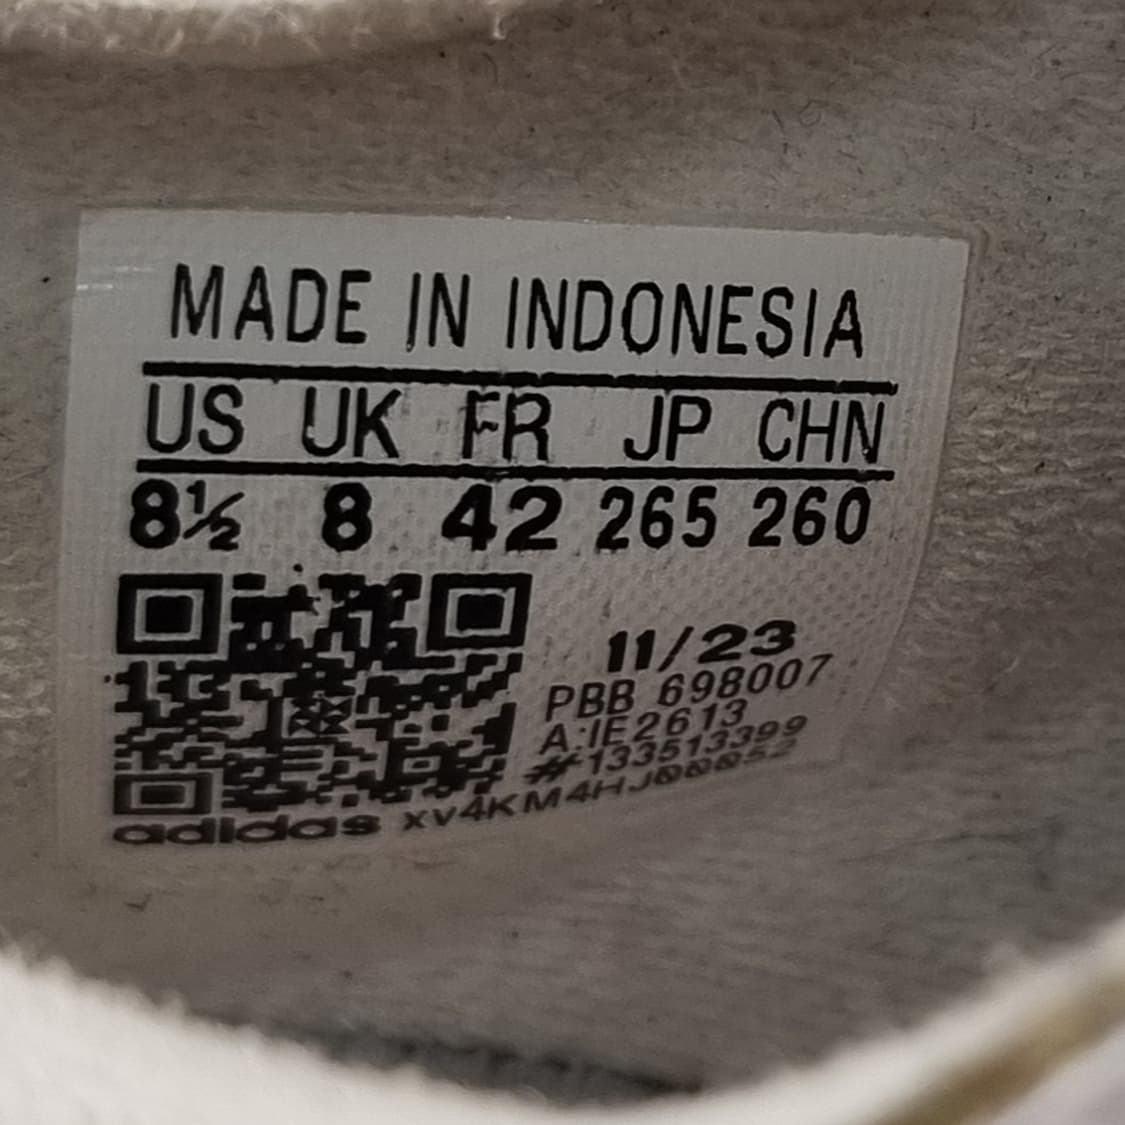 MADE IN INDONESIA
US UK FR JP CHN
8½ 8 42 265 260
11/23
PBB 698007
A:IE2613
#133513399
adidas XV4KM4HJ00052